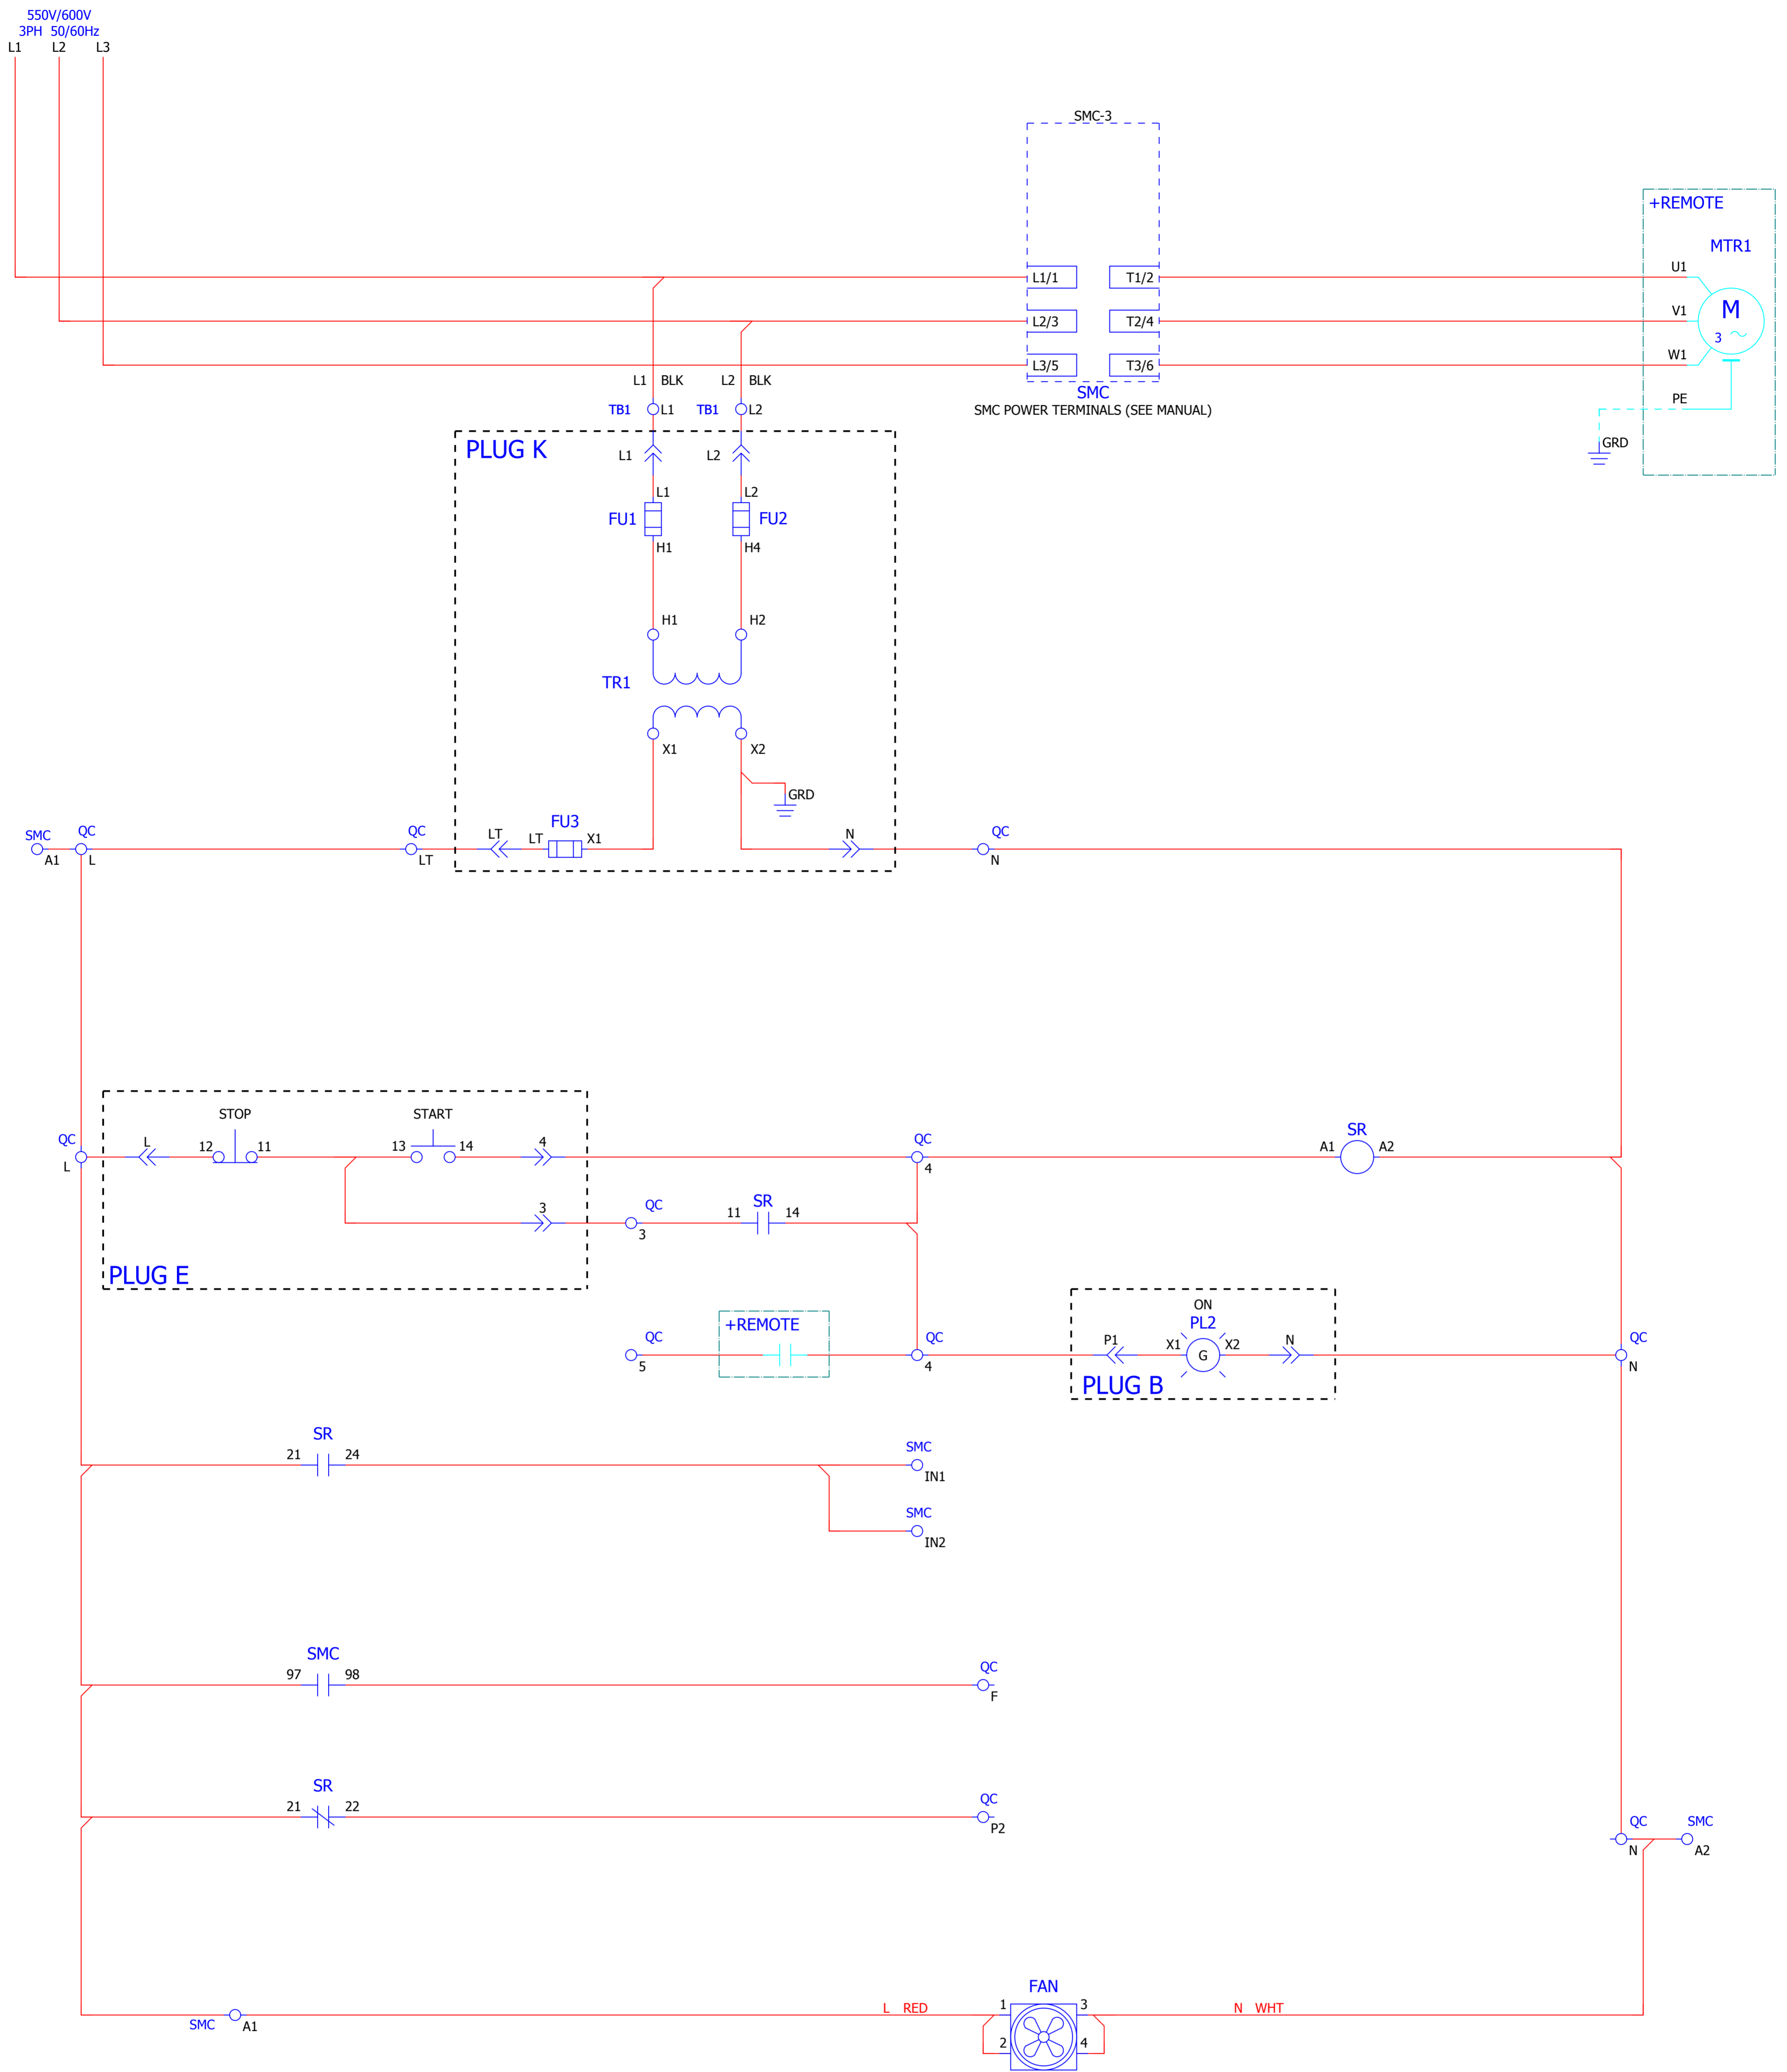 550V/600V
3PH 50/60Hz
L1 L2 L3
SMC-3
+REMOTE
MTR1
L1/1 T1/2 U1
L2/3 T2/4 V1
M
3
L3/5 T3/6 W1
L1 BLK L2 BLK
SMC
SMC POWER TERMINALS (SEE MANUAL)
PE
GRD
TB1 L1 TB1 L2
PLUG K
L1 L2
L1 L2
FU1 FU2
H1 H4
H1 H2
TR1
X1 X2
GRD
FU3
SMC QC QC LT LT X1 N QC
A1 L LT N
STOP START
QC L 12 11 13 14 4 QC SR
L 4 A1 A2
3 QC 11 SR 14
3
PLUG E
ON
+REMOTE PL2
QC QC P1 X1 G X2 N QC
5 4 N
PLUG B
SR
21 24 SMC
IN1
SMC
IN2
SMC
97 98 QC
F
SR
21 22 QC
P2
QC SMC
N A2
FAN
L RED 1 3 N WHT
SMC A1
2 4